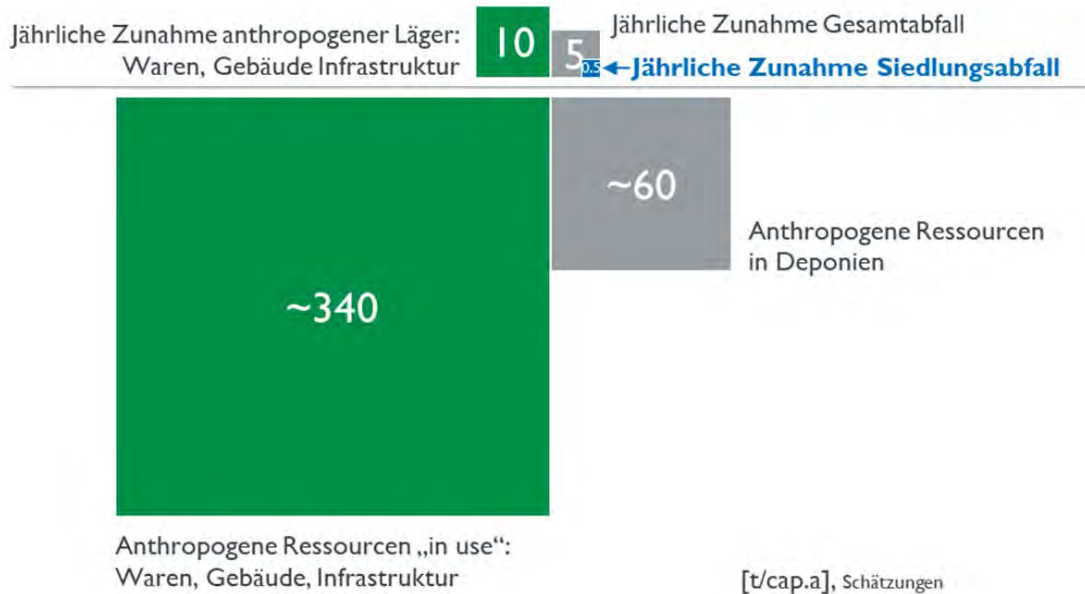 Jährliche Zunahme anthropogener Läger:
Waren, Gebäude Infrastruktur
10
5
0.5
Jährliche Zunahme Gesamtabfall
←Jährliche Zunahme Siedlungsabfall
~340
~60
Anthropogene Ressourcen
in Deponien
Anthropogene Ressourcen „in use“:
Waren, Gebäude, Infrastruktur
[t/cap.a], Schätzungen